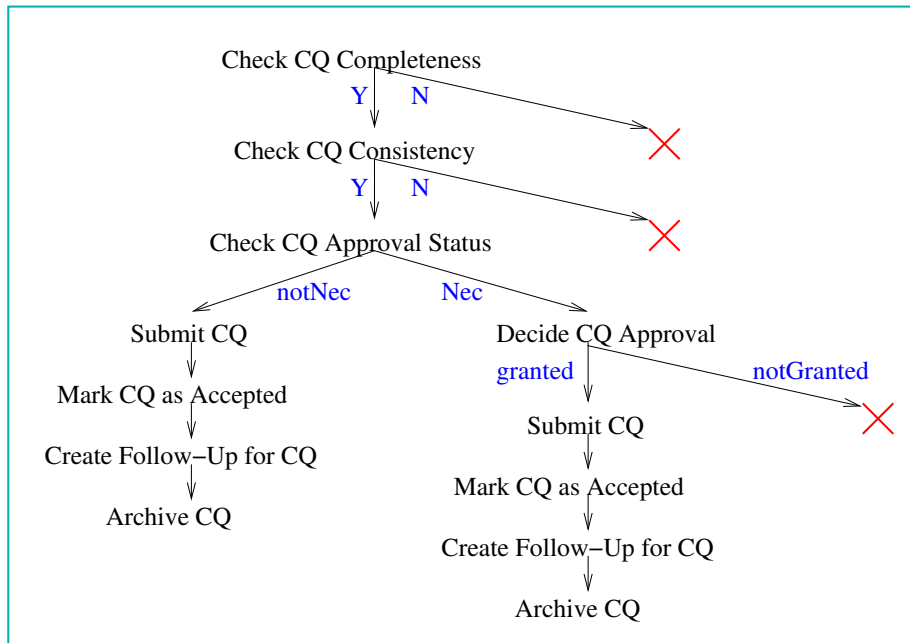 Check CQ Completeness
Y N
Check CQ Consistency
Y N
Check CQ Approval Status
notNec Nec
Submit CQ
Mark CQ as Accepted
Create Follow−Up for CQ
Archive CQ
Decide CQ Approval
granted notGranted
Submit CQ
Mark CQ as Accepted
Create Follow−Up for CQ
Archive CQ